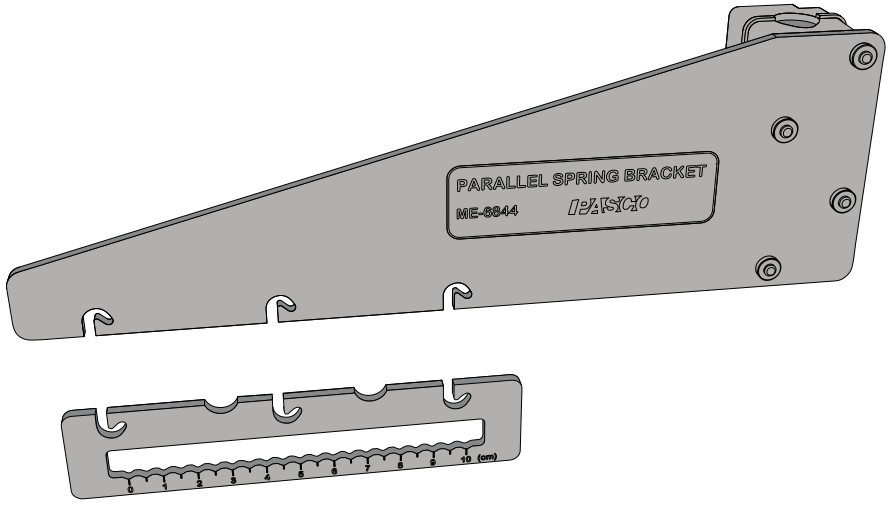 PARALLEL SPRING BRACKET
ME-6844 PASCO
0 1 2 3 4 5 6 7 8 9 10 (cm)